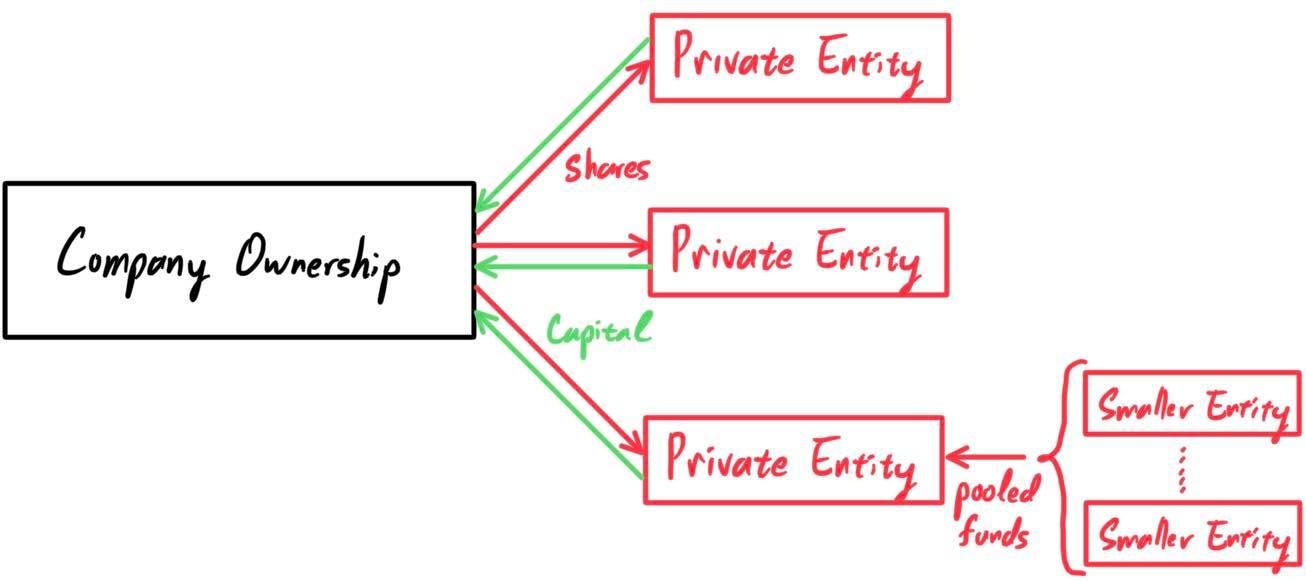 Private Entity
Shares
Company Ownership
Private Entity
Capital
Private Entity
pooled
funds
Smaller Entity
Smaller Entity